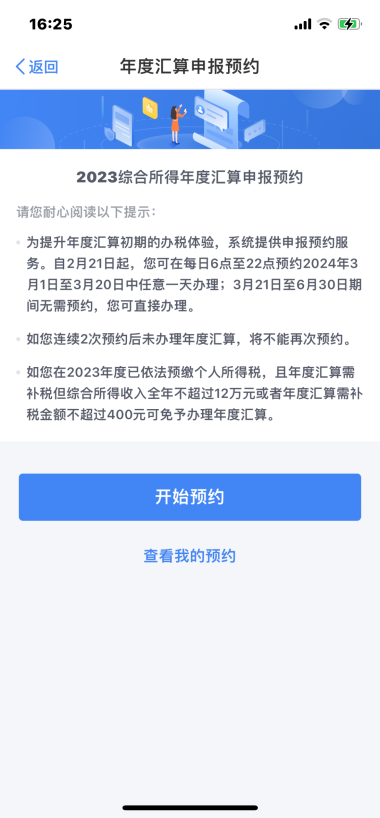 16:25
返回
年度汇算申报预约
2023综合所得年度汇算申报预约
请您耐心阅读以下提示：
为提升年度汇算初期的办税体验，系统提供申报预约服
务。自2月21日起，您可在每日6点至22点预约2024年3
月1日至3月20日中任意一天办理；3月21日至6月30日期
间无需预约，您可直接办理。
如您连续2次预约后未办理年度汇算，将不能再次预约。
如您在2023年度已依法预缴个人所得税，且年度汇算需
补税但综合所得收入全年不超过12万元或者年度汇算需补
税金额不超过400元可免予办理年度汇算。
开始预约
查看我的预约